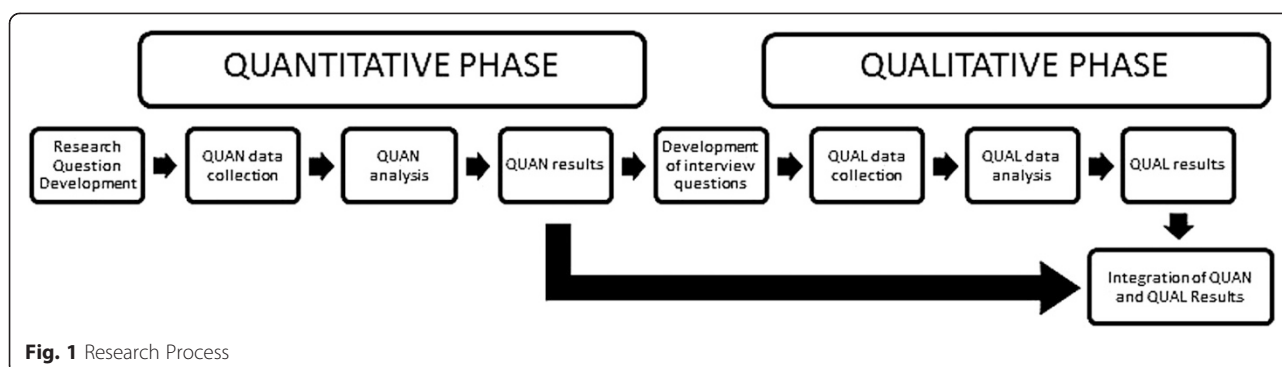 QUANTITATIVE PHASE
QUALITATIVE PHASE
Research
Question
Development
QUAN data
collection
QUAN
analysis
QUAN results
Development
of interview
questions
QUAL data
collection
QUAL data
analysis
QUAL results
Integration of QUAN
and QUAL Results
Fig. 1 Research Process